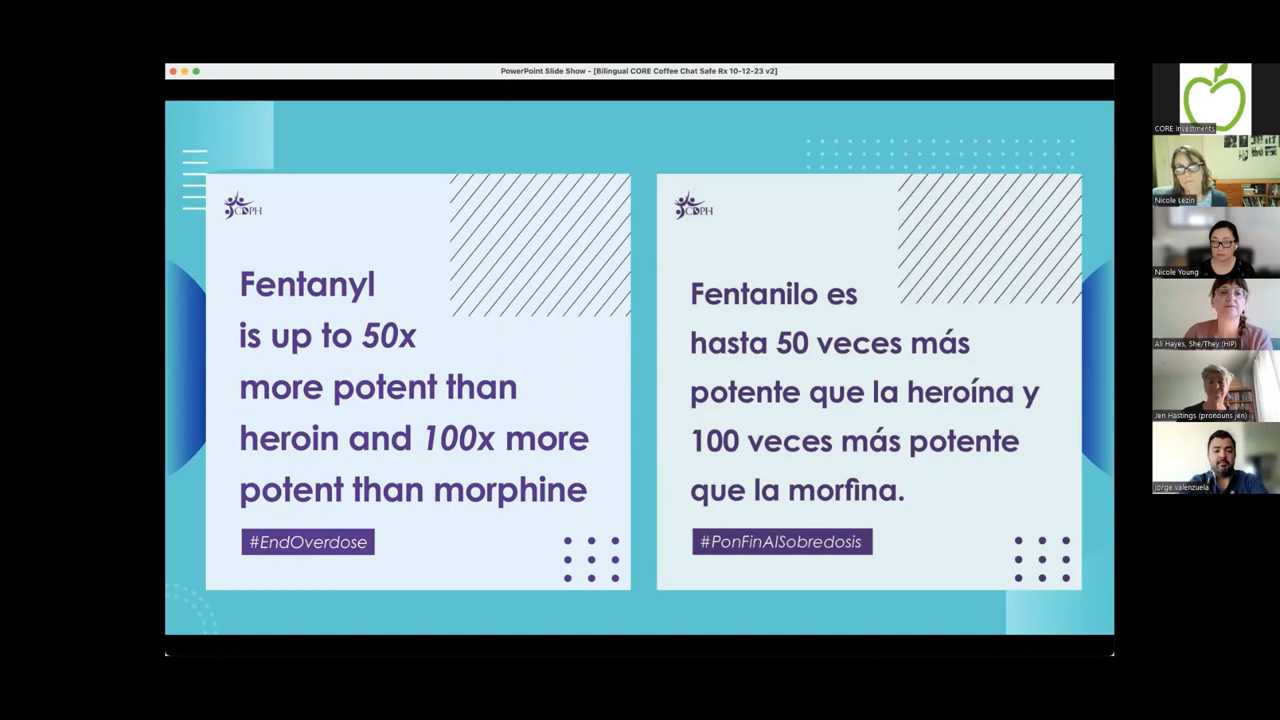 PowerPoint Slide Show - [Bilingual CORE Coffee Chat Safe Rx 10-12-23 v2]
CDPH
Fentanyl
is up to 50x
more potent than
heroin and 100x more
potent than morphine
#EndOverdose
CDPH
Fentanilo es
hasta 50 veces más
potente que la heroína y
100 veces más potente
que la morfina.
#PonFinAlSobredosis
CORE Investments
Nicole Lezin
Nicole Young
Ali Hayes, She/They (HIP)
Jen Hastings (pronouns jen)
jorge valenzuela